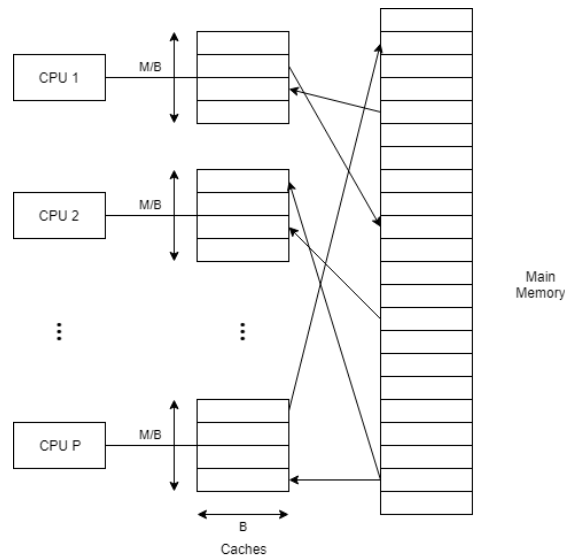 CPU 1
M/B
CPU 2
M/B
Main
Memory
...
...
CPU P
M/B
B
Caches